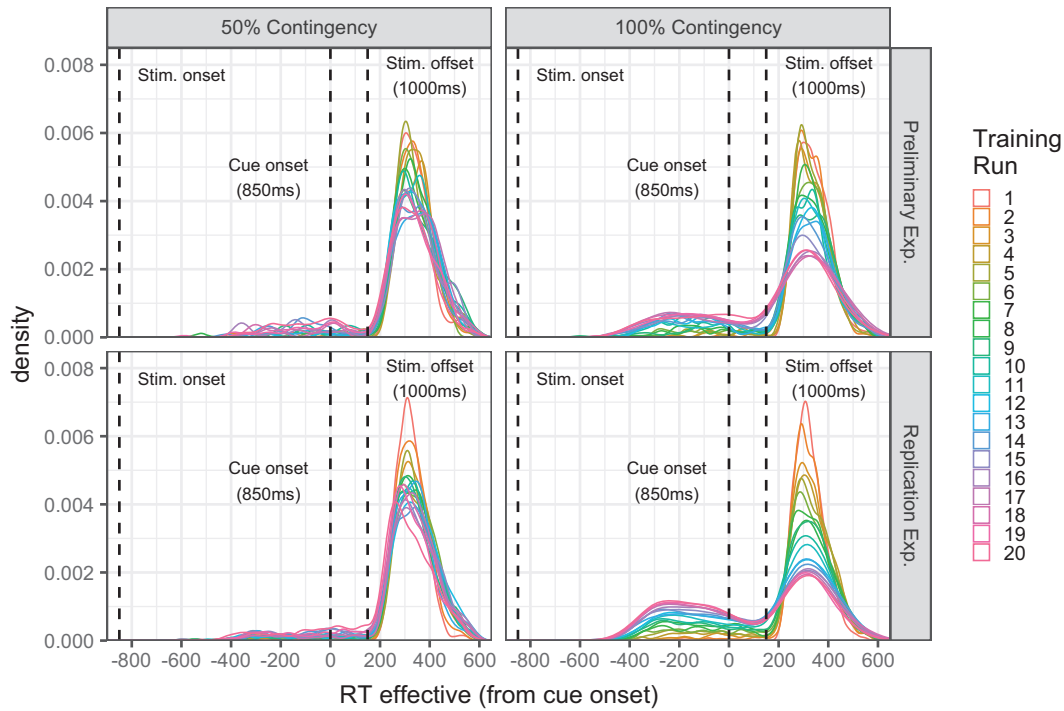 50% Contingency
100% Contingency
Stim. onset
Stim. offset
(1000ms)
Cue onset
(850ms)
Stim. onset
Stim. offset
(1000ms)
Cue onset
(850ms)
Preliminary Exp.
0.008
0.006
0.004
0.002
0.000
density
Stim. onset
Stim. offset
(1000ms)
Cue onset
(850ms)
Stim. onset
Stim. offset
(1000ms)
Cue onset
(850ms)
Replication Exp.
0.008
0.006
0.004
0.002
0.000
-800 -600 -400 -200 0 200 400 600
-800 -600 -400 -200 0 200 400 600
RT effective (from cue onset)
Training
Run
1
2
3
4
5
6
7
8
9
10
11
12
13
14
15
16
17
18
19
20